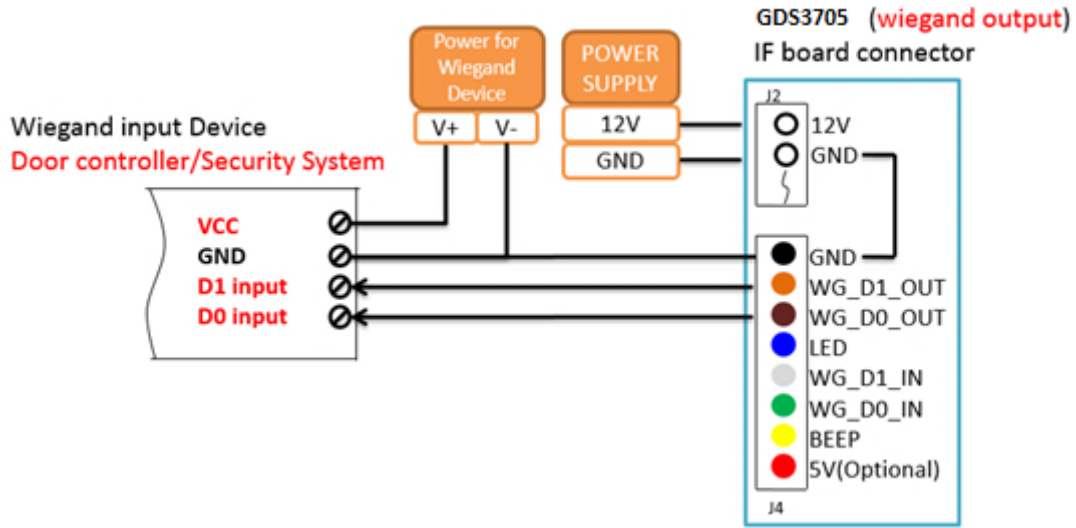 GDS3705 (wiegand output)
IF board connector
Power for
Wiegand
Device
V+ V-
POWER
SUPPLY
12V
GND
Wiegand input Device
Door controller/Security System
VCC
GND
D1 input
D0 input
J2
12V
GND
GND
WG_D1_OUT
WG_D0_OUT
LED
WG_D1_IN
WG_D0_IN
BEEP
5V(Optional)
J4